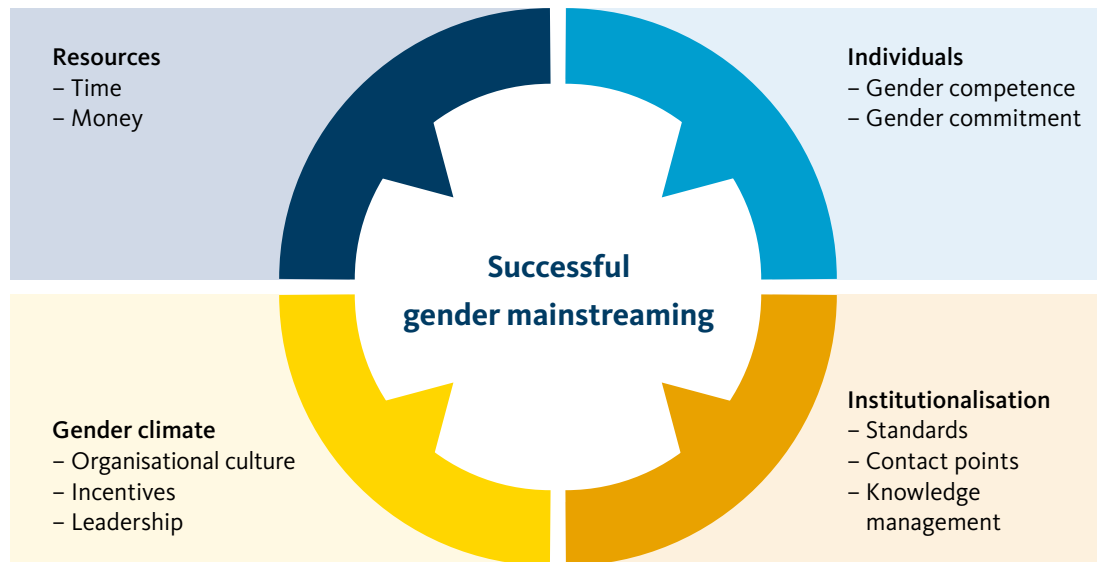 Resources
– Time
– Money
Individuals
– Gender competence
– Gender commitment
Successful
gender mainstreaming
Gender climate
– Organisational culture
– Incentives
– Leadership
Institutionalisation
– Standards
– Contact points
– Knowledge
management